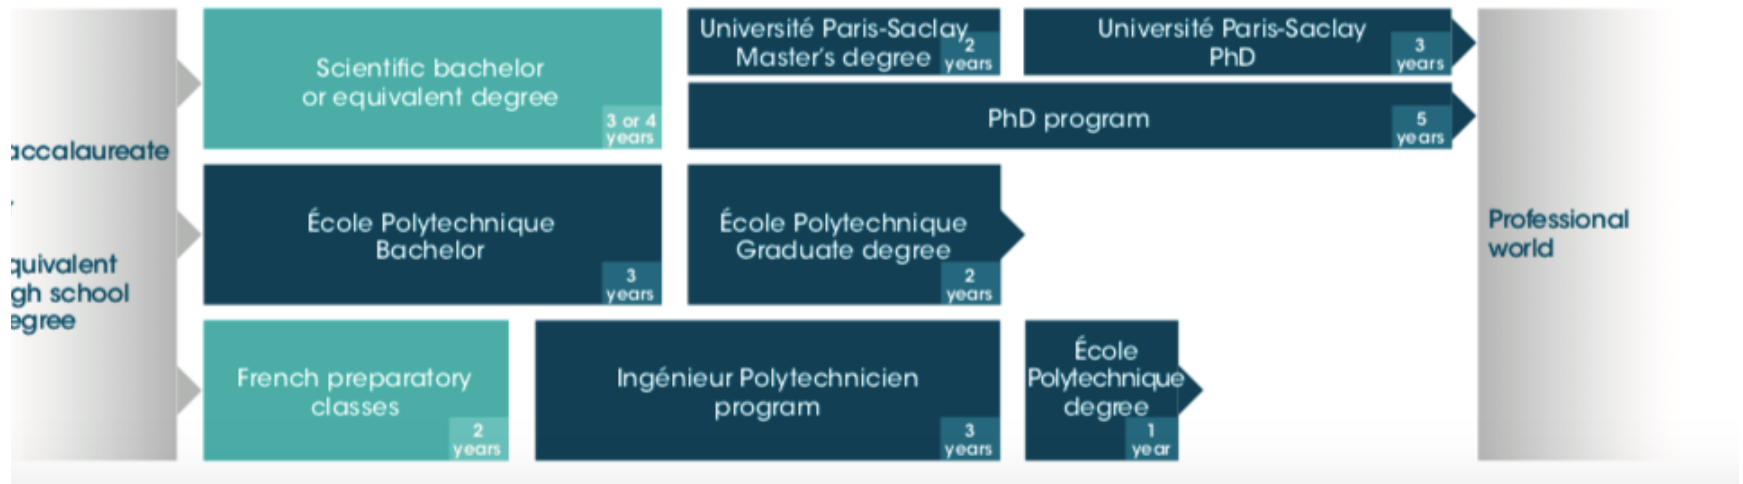 accalaureate
quivalent
gh school
egree
Scientific bachelor
or equivalent degree
3 or 4
years
Université Paris-Saclay
Master's degree
2
years
Université Paris-Saclay
PhD
3
years
PhD program
5
years
École Polytechnique
Bachelor
3
years
École Polytechnique
Graduate degree
2
years
French preparatory
classes
2
years
Ingénieur Polytechnicien
program
3
years
École
Polytechnique
degree
1
year
Professional
world